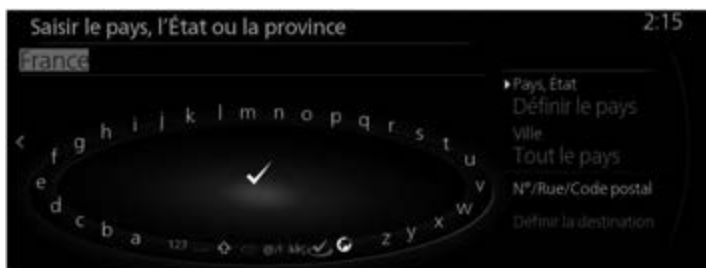 Saisir le pays, l'État ou la province 2:15
France
Pays, État
Définir le pays
Ville
Tout le pays
N°/Rue/Code postal
Définir la destination
a b c d e f g h i j k l m n o p q r s t u v w x y z
123